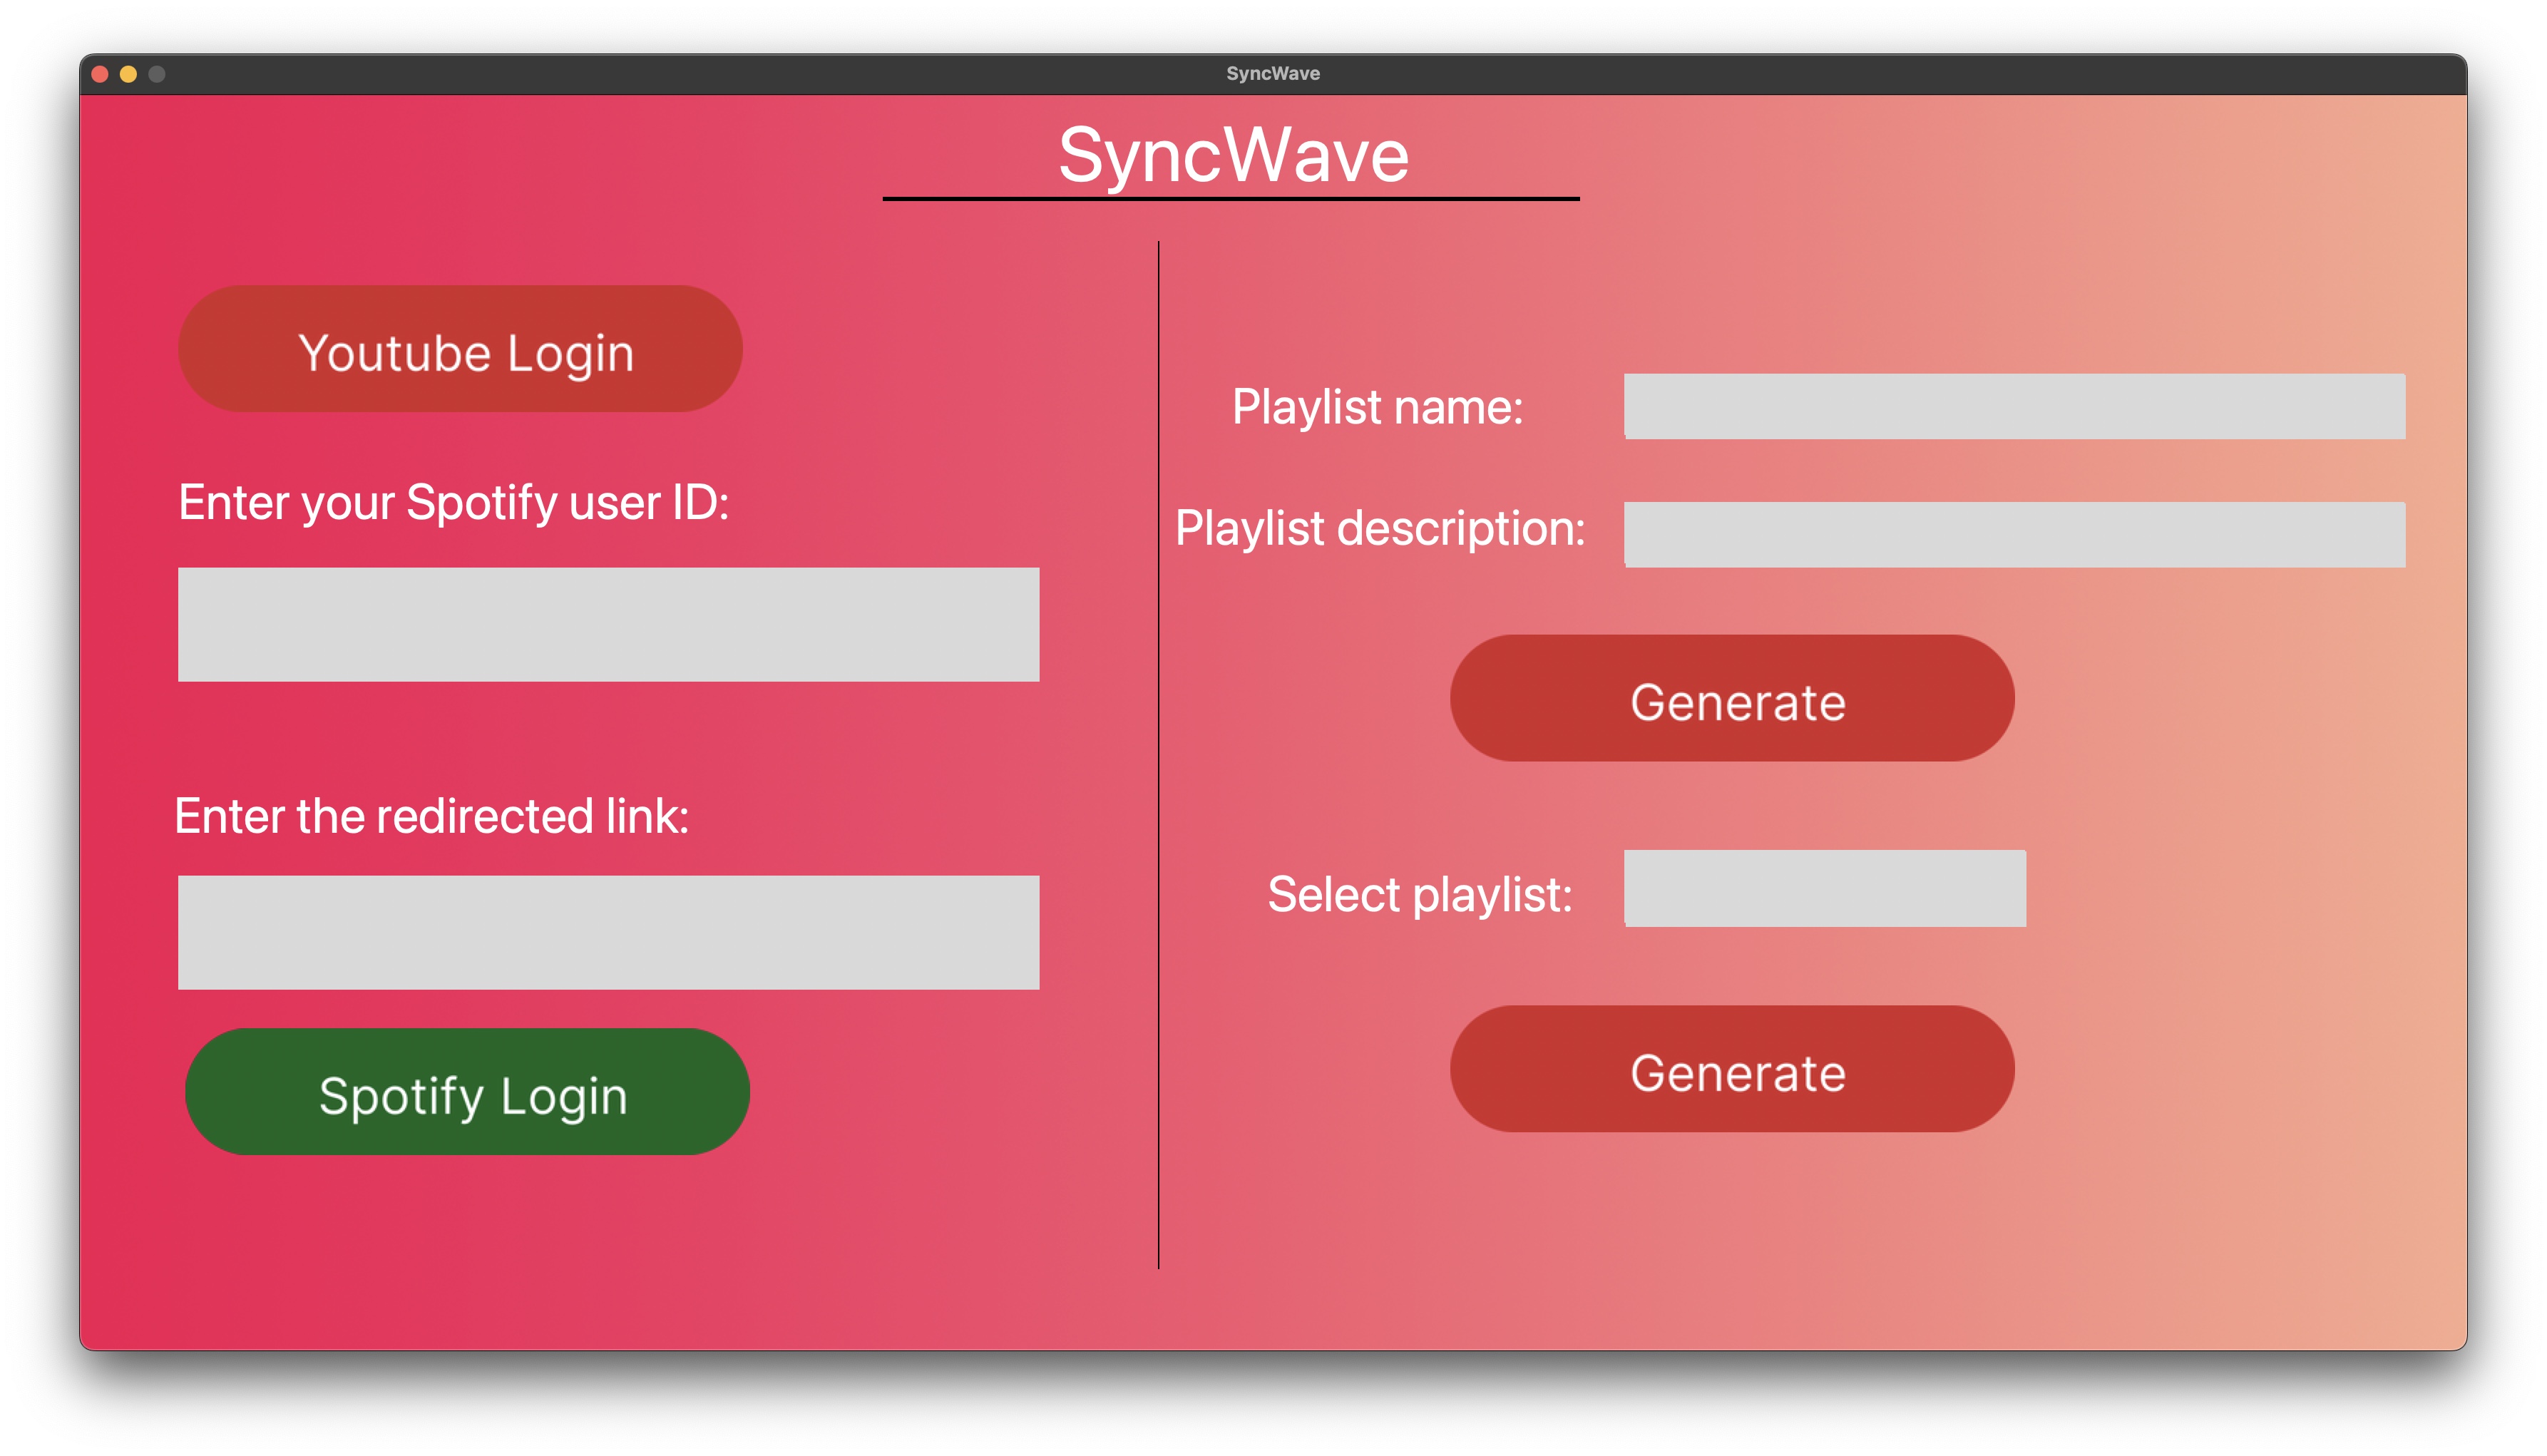 SyncWave
SyncWave
Youtube Login
Enter your Spotify user ID:
Enter the redirected link:
Spotify Login
Playlist name:
Playlist description:
Generate
Select playlist:
Generate